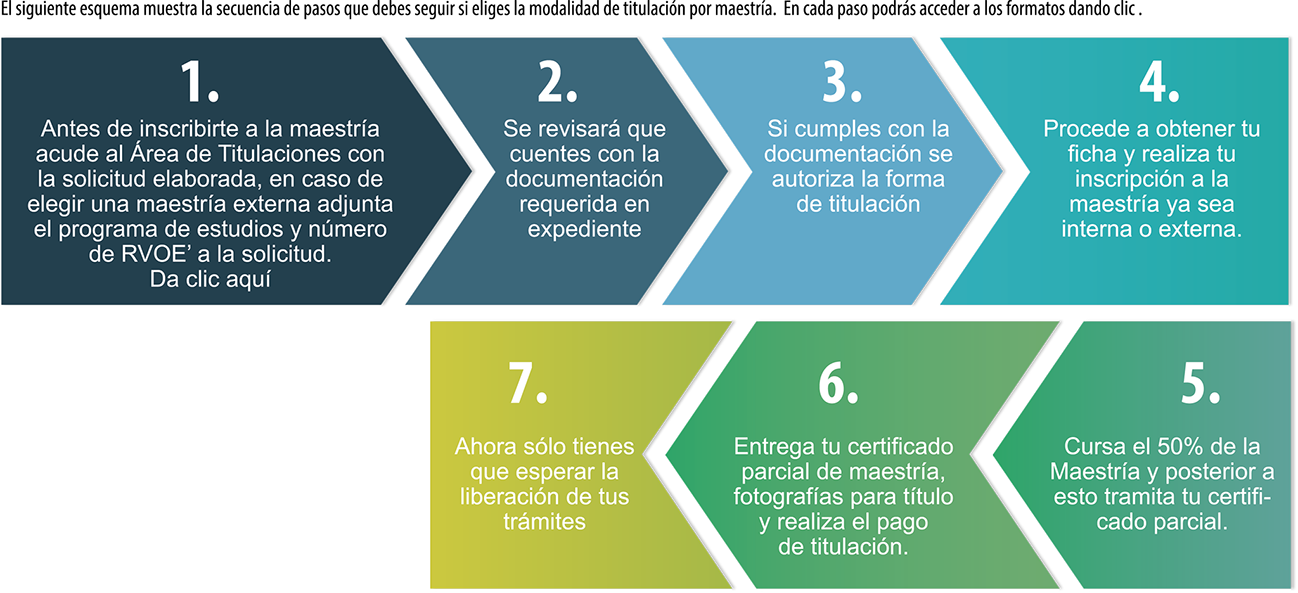 El siguiente esquema muestra la secuencia de pasos que debes seguir si eliges la modalidad de titulación por maestría. En cada paso podrás acceder a los formatos dando clic .
1.
Antes de inscribirte a la maestría
acude al Área de Titulaciones con
la solicitud elaborada, en caso de
elegir una maestría externa adjunta
el programa de estudios y número
de RVOE’ a la solicitud.
Da clic aquí
2.
Se revisará que
cuentes con la
documentación
requerida en
expediente
3.
Si cumples con la
documentación se
autoriza la forma
de titulación
4.
Procede a obtener tu
ficha y realiza tu
inscripción a la
maestría ya sea
interna o externa.
5.
Cursa el 50% de la
Maestría y posterior a
esto tramita tu certifi-
cado parcial.
6.
Entrega tu certificado
parcial de maestría,
fotografías para título
y realiza el pago
de titulación.
7.
Ahora sólo tienes
que esperar la
liberación de tus
trámites